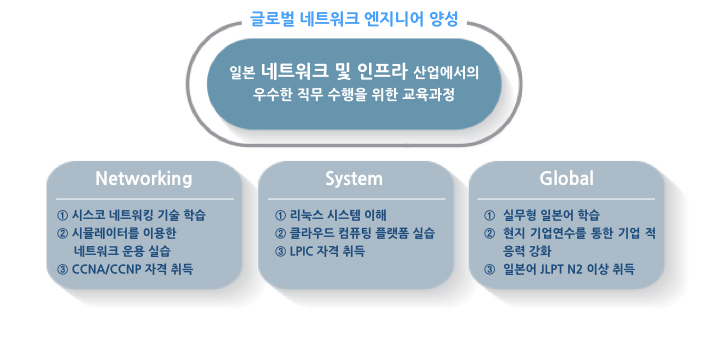 글로벌 네트워크 엔지니어 양성
일본 네트워크 및 인프라 산업에서의
우수한 직무 수행을 위한 교육과정
Networking
① 시스코 네트워킹 기술 학습
② 시뮬레이터를 이용한
네트워크 운용 실습
③ CCNA/CCNP 자격 취득
System
① 리눅스 시스템 이해
② 클라우드 컴퓨팅 플랫폼 실습
③ LPIC 자격 취득
Global
① 실무형 일본어 학습
② 현지 기업연수를 통한 기업 적
응력 강화
③ 일본어 JLPT N2 이상 취득